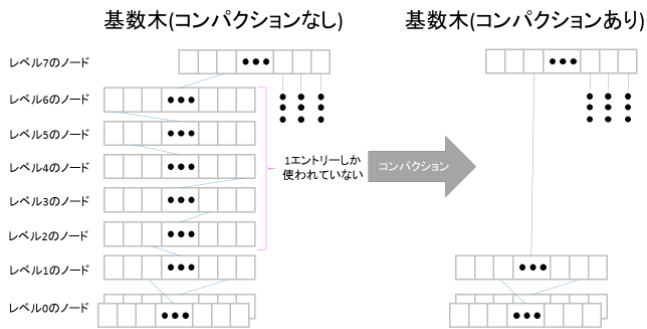 基数木(コンパクションなし)
基数木(コンパクションあり)
レベル7のノード
レベル6のノード
レベル5のノード
レベル4のノード
レベル3のノード
レベル2のノード
レベル1のノード
レベル0のノード
1エントリーしか
使われていない
コンパクション